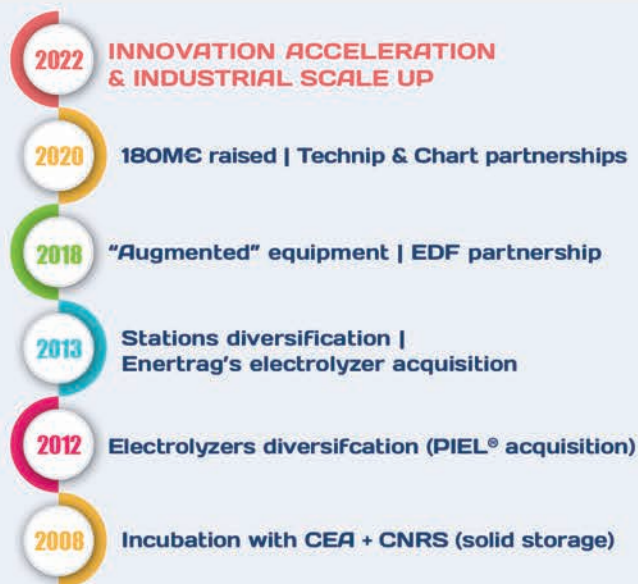 2022 INNOVATION ACCELERATION
& INDUSTRIAL SCALE UP
2020 180M€ raised | Technip & Chart partnerships
2018 “Augmented” equipment | EDF partnership
2013 Stations diversification |
Enertrag’s electrolyzer acquisition
2012 Electrolyzers diversifcation (PIEL® acquisition)
2008 Incubation with CEA + CNRS (solid storage)